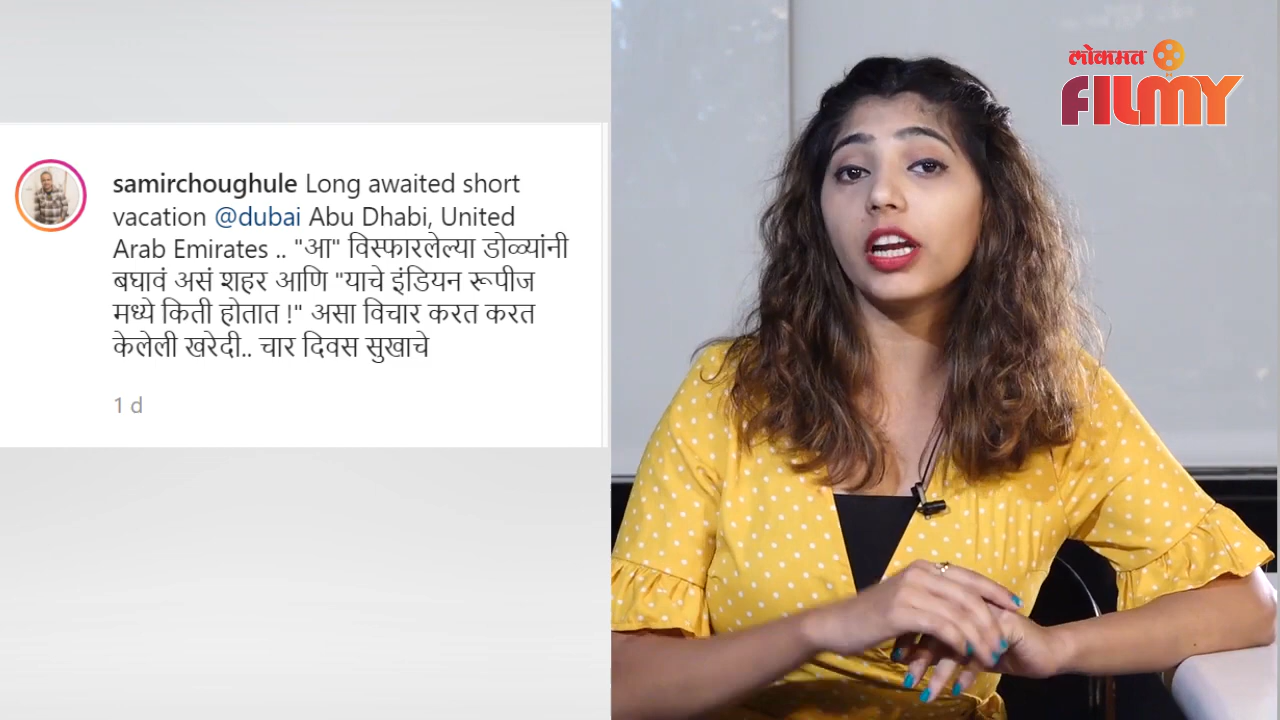 लोकमत
FILMY
samirchoughule Long awaited short
vacation @dubai Abu Dhabi, United
Arab Emirates .. "आ" विस्फारलेल्या डोळ्यांनी
बघावं असं शहर आणि "याचे इंडियन रूपीज
मध्ये किती होतात !" असा विचार करत करत
केलेली खरेदी.. चार दिवस सुखाचे
1 d